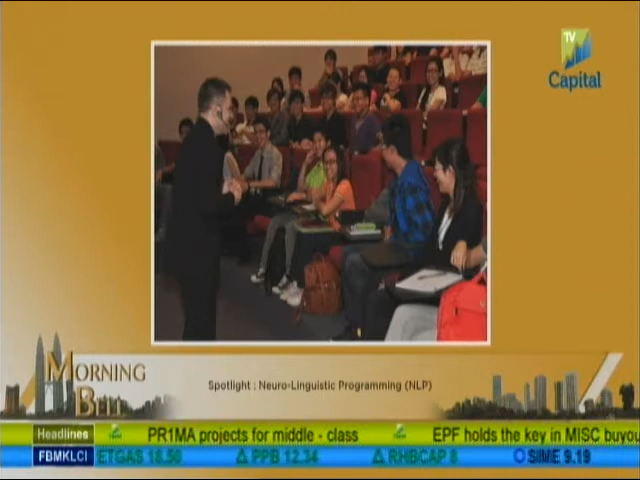 TV
Capital
MORNING
BELL
Spotlight : Neuro-Linguistic Programming (NLP)
Headlines PR1MA projects for middle - class EPF holds the key in MISC buyou
FBMKLCI ETGAS 18.50 PPB 12.34 RHBCAP 8 SIME 9.19